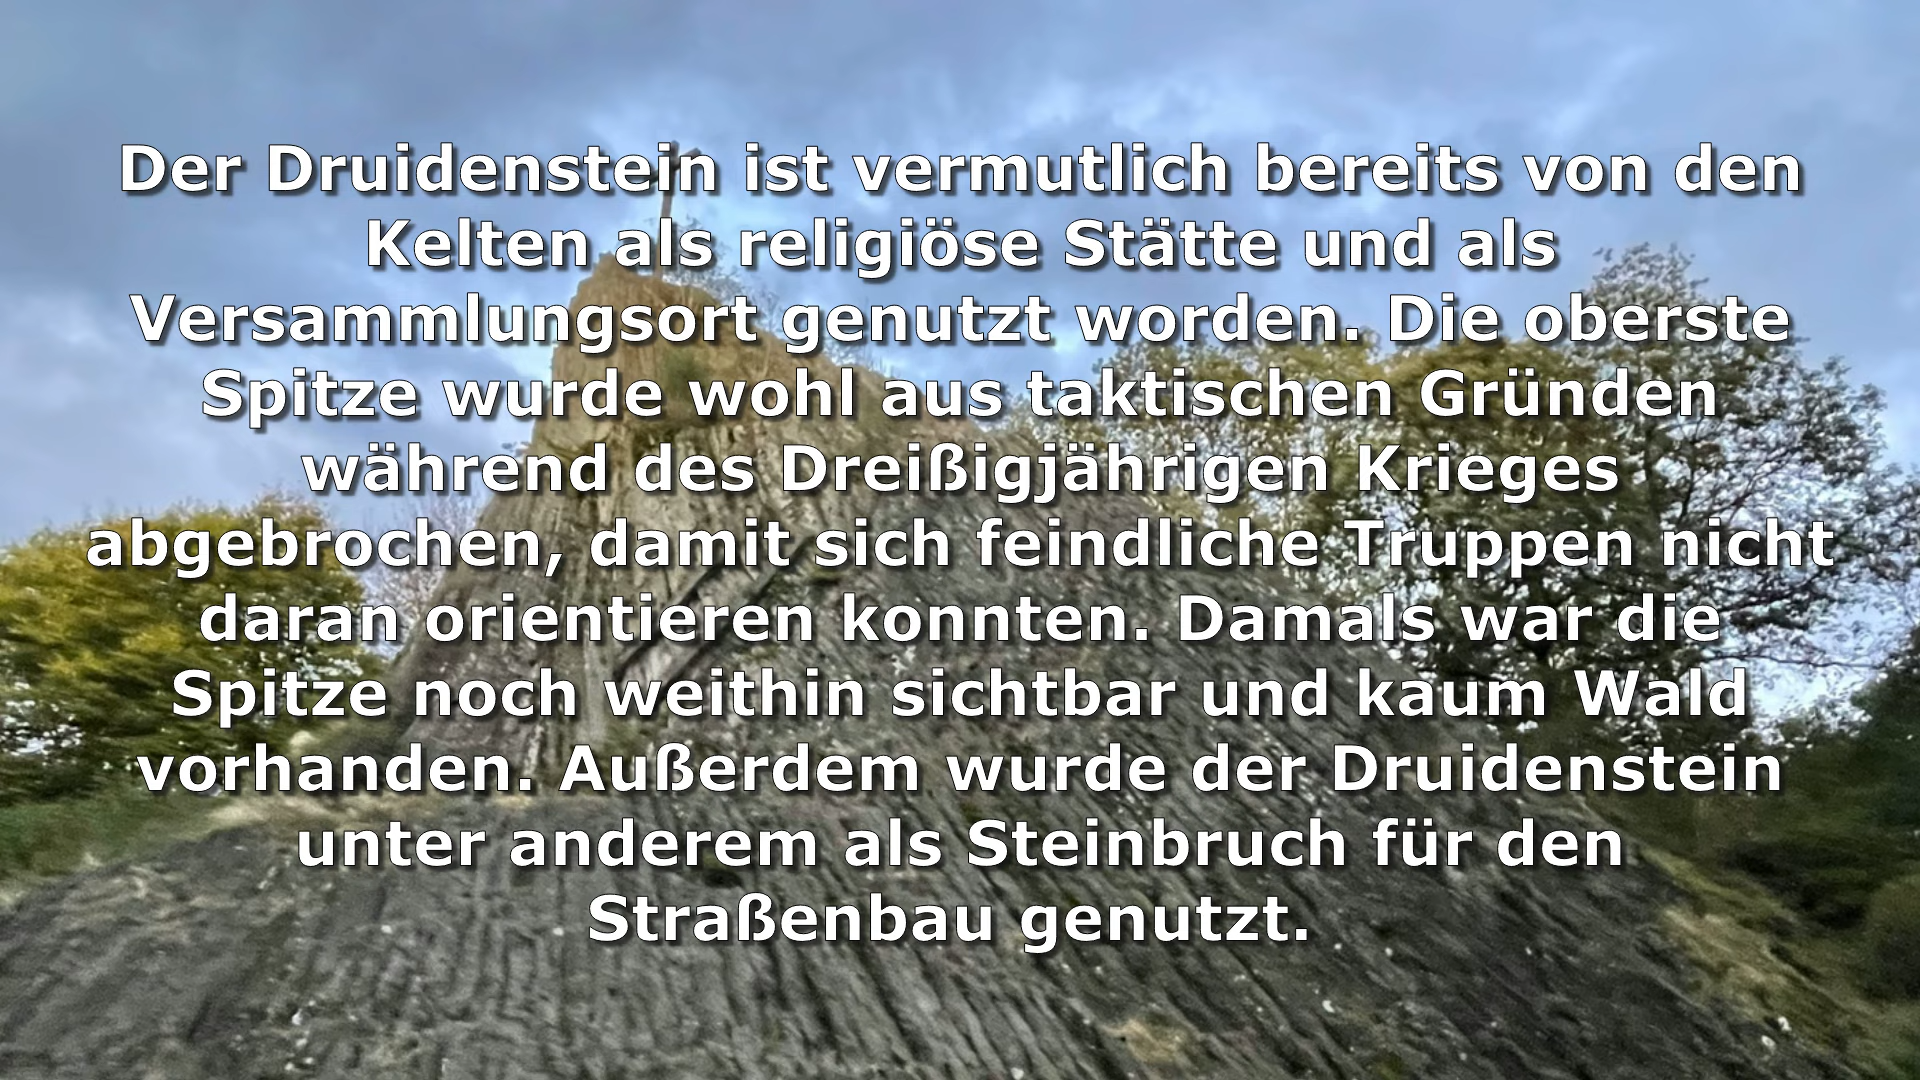 Der Druidenstein ist vermutlich bereits von den
Kelten als religiöse Stätte und als
Versammlungsort genutzt worden. Die oberste
Spitze wurde wohl aus taktischen Gründen
während des Dreißigjährigen Krieges
abgebrochen, damit sich feindliche Truppen nicht
daran orientieren konnten. Damals war die
Spitze noch weithin sichtbar und kaum Wald
vorhanden. Außerdem wurde der Druidenstein
unter anderem als Steinbruch für den
Straßenbau genutzt.